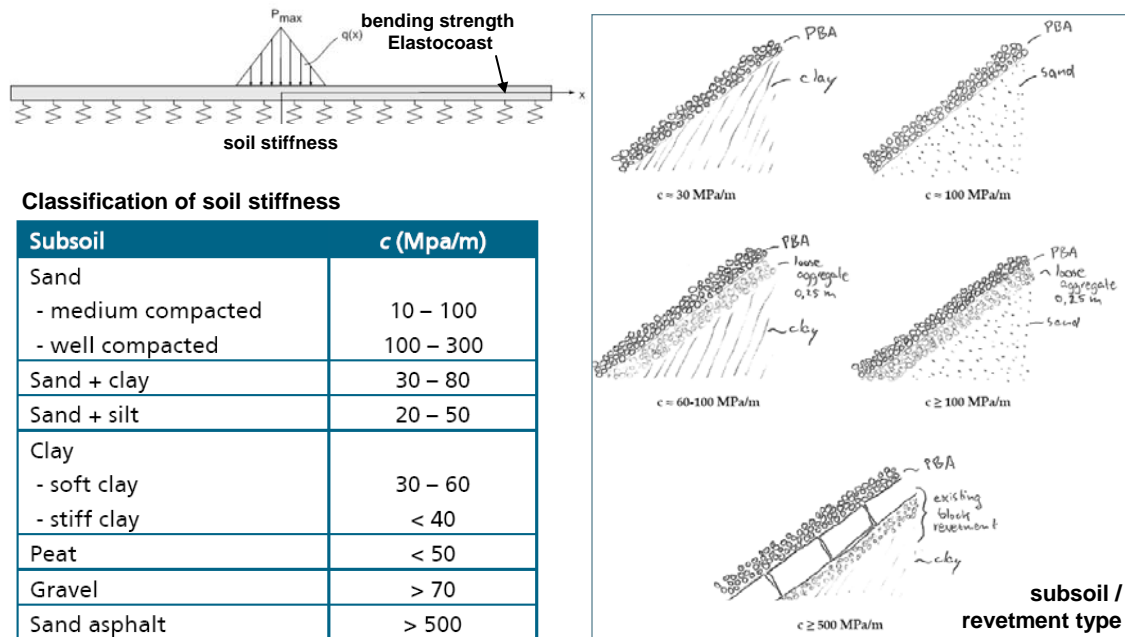 Pmax
q(x)
bending strength
Elastocoast
x
soil stiffness
Classification of soil stiffness
Subsoil c (Mpa/m)
Sand
- medium compacted 10 – 100
- well compacted 100 – 300
Sand + clay 30 – 80
Sand + silt 20 – 50
Clay
- soft clay 30 – 60
- stiff clay < 40
Peat < 50
Gravel > 70
Sand asphalt > 500
PBA
clay
c = 30 MPa/m
PBA
sand
c = 100 MPa/m
PBA
loose
aggregate
0,25 m
clay
c = 60-100 MPa/m
PBA
loose
aggregate
0,25 m
sand
c ≥ 100 MPa/m
PBA
existing
block
revetment
clay
c ≥ 500 MPa/m
subsoil /
revetment type